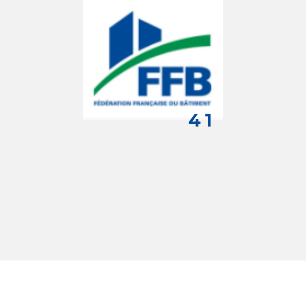 FFB
FÉDÉRATION FRANÇAISE DU BÂTIMENT
41